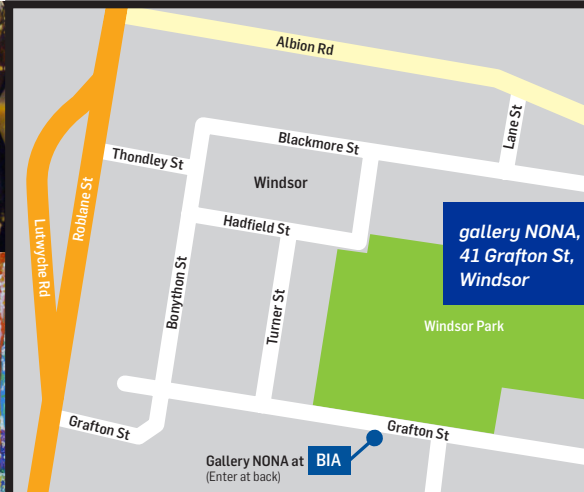 Albion Rd
Lane St
Blackmore St
Thondley St
Windsor
Roblane St
Lutwyche Rd
Hadfield St
gallery NONA,
41 Grafton St,
Windsor
Bonython St
Turner St
Windsor Park
Grafton St
Grafton St
Gallery NONA at BIA
(Enter at back)